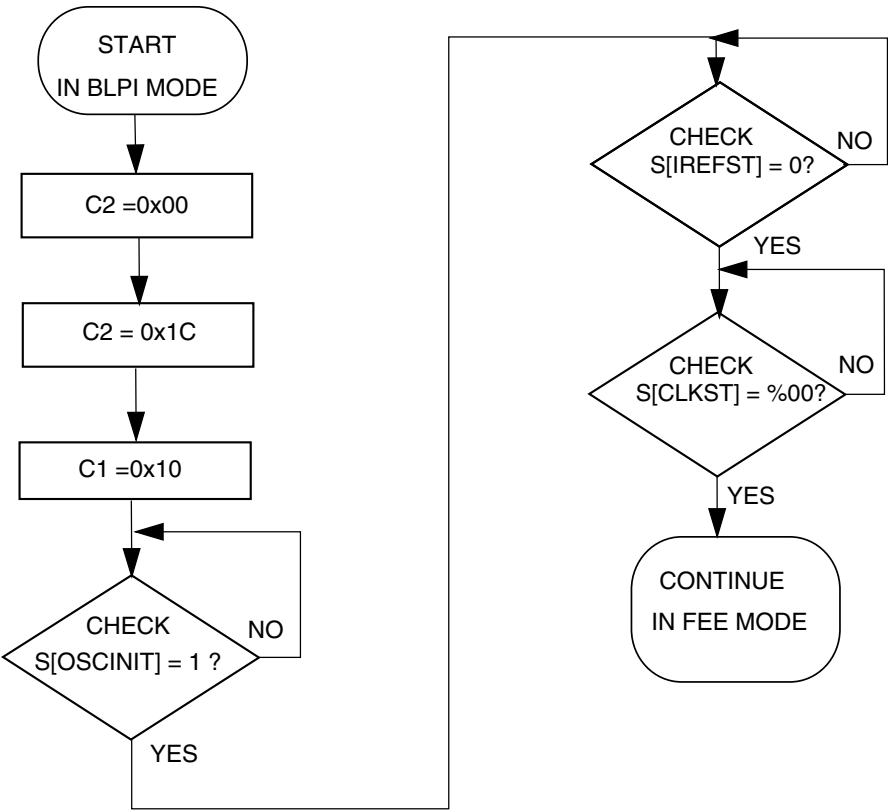 START
IN BLPI MODE
C2 =0x00
C2 = 0x1C
C1 =0x10
CHECK
S[OSCINIT] = 1 ?
NO
YES
CHECK
S[IREFST] = 0?
NO
YES
CHECK
S[CLKST] = %00?
NO
YES
CONTINUE
IN FEE MODE